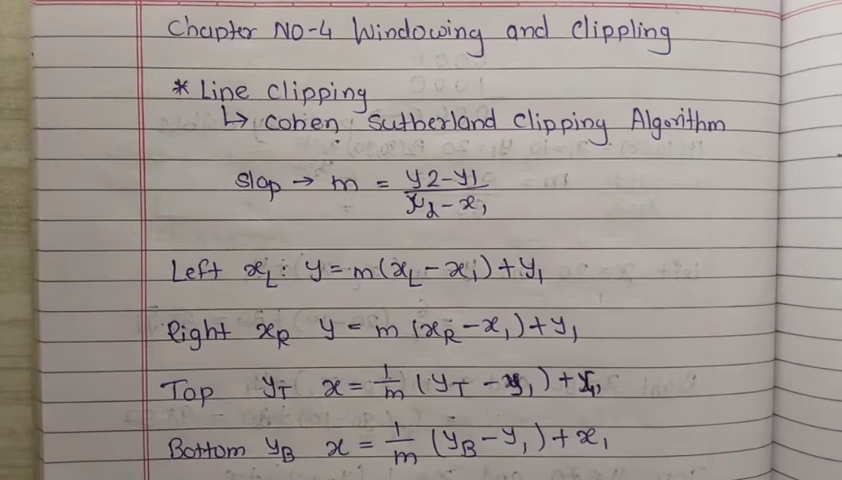 Chapter NO-4 Windowing and Clippling
* Line clipping
↳ Cohen Sutherland Clipping Algorithm
Slop → m = y2-y1 / x2-x1
Left xL: y = m(xL-x1)+y1
Right xR y = m (xR-x1)+y1
Top yT x = 1/m (yT-y1)+x1
Bottom yB x = 1/m (yB-y1)+x1